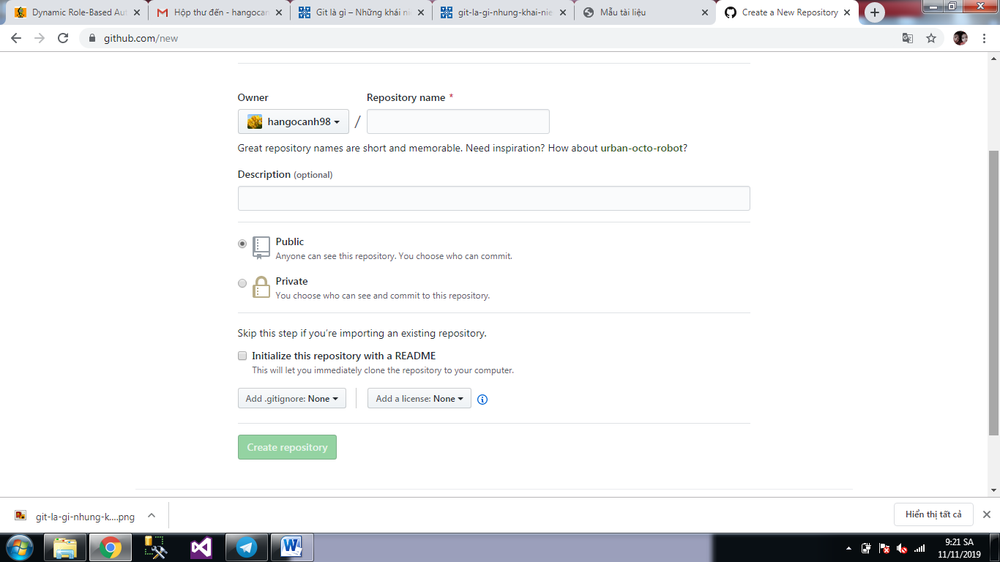 Dynamic Role-Based Aut
Hộp thư đến - hangocan
Git là gì – Những khái ni
git-la-gi-nhung-khai-nie
Mẫu tài liệu
Create a New Repository
github.com/new
Owner
Repository name *
hangocanh98
/
Great repository names are short and memorable. Need inspiration? How about urban-octo-robot?
Description (optional)
Public
Anyone can see this repository. You choose who can commit.
Private
You choose who can see and commit to this repository.
Skip this step if you’re importing an existing repository.
Initialize this repository with a README
This will let you immediately clone the repository to your computer.
Add .gitignore: None
Add a license: None
Create repository
git-la-gi-nhung-k....png
Hiển thị tất cả
9:21 SA
11/11/2019